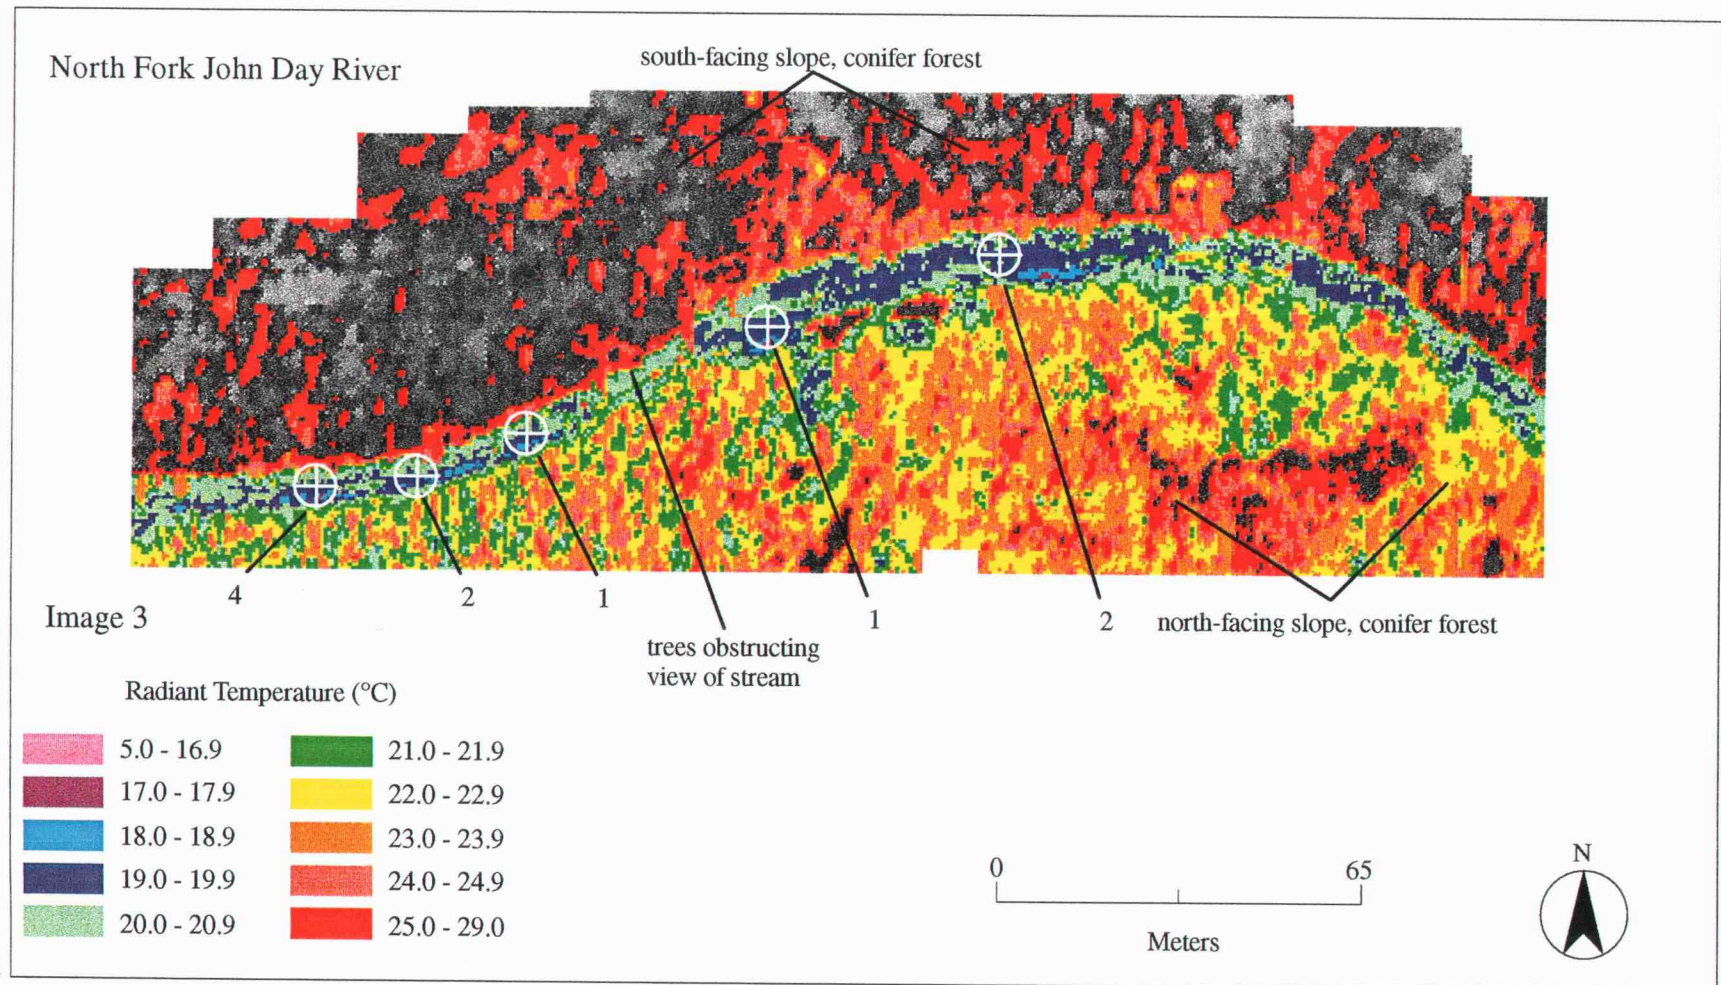 North Fork John Day River
south-facing slope, conifer forest
4
2
1
1
2
trees obstructing
view of stream
north-facing slope, conifer forest
Image 3
Radiant Temperature (°C)
5.0 - 16.9
17.0 - 17.9
18.0 - 18.9
19.0 - 19.9
20.0 - 20.9
21.0 - 21.9
22.0 - 22.9
23.0 - 23.9
24.0 - 24.9
25.0 - 29.0
0
65
Meters
N